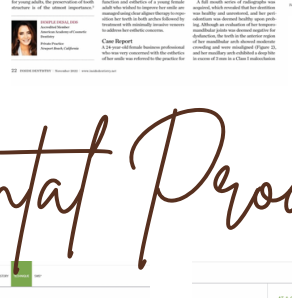 for young adults, the preservation of tooth
structure is of the utmost importance."
PURPLE DESAI, DDS
Accredited Member
American Academy of Cosmetic
Dentistry
Private Practice
Newport Beach, California
function and esthetics of a young female
adult who wished to improve her smile are
managed using clear aligner therapy to repo-
sition her teeth in both arches followed by
treatment with minimally invasive veneers
to address her esthetic concerns.
Case Report
A 24-year-old female business professional
who was very concerned with the esthetics
of her smile was referred to the practice for
A full mouth series of radiographs was
acquired, which revealed that her dentition
was healthy and unrestored, and her peri-
odontium was deemed healthy upon prob-
ing. Although an evaluation of her temporo-
mandibular joints was deemed negative for
dysfunction, the teeth in the anterior region
of her mandibular arch showed moderate
crowding and were misaligned (Figure 2),
and her maxillary arch exhibited a deep bite
in excess of 3 mm in a Class I malocclusion
22 INSIDE DENTISTRY November 2022
ntal Prou